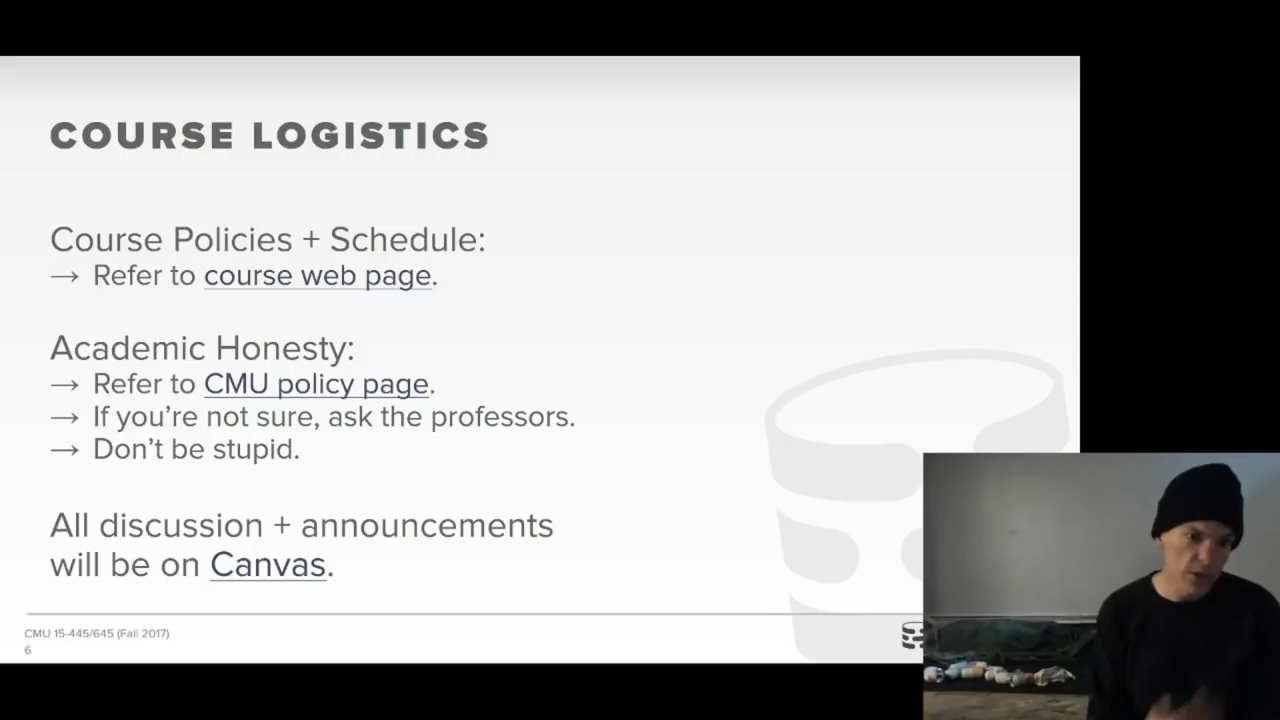 COURSE LOGISTICS
Course Policies + Schedule:
→ Refer to course web page.
Academic Honesty:
→ Refer to CMU policy page.
→ If you’re not sure, ask the professors.
→ Don’t be stupid.
All discussion + announcements
will be on Canvas.
CMU 15-445/645 (Fall 2017)
6